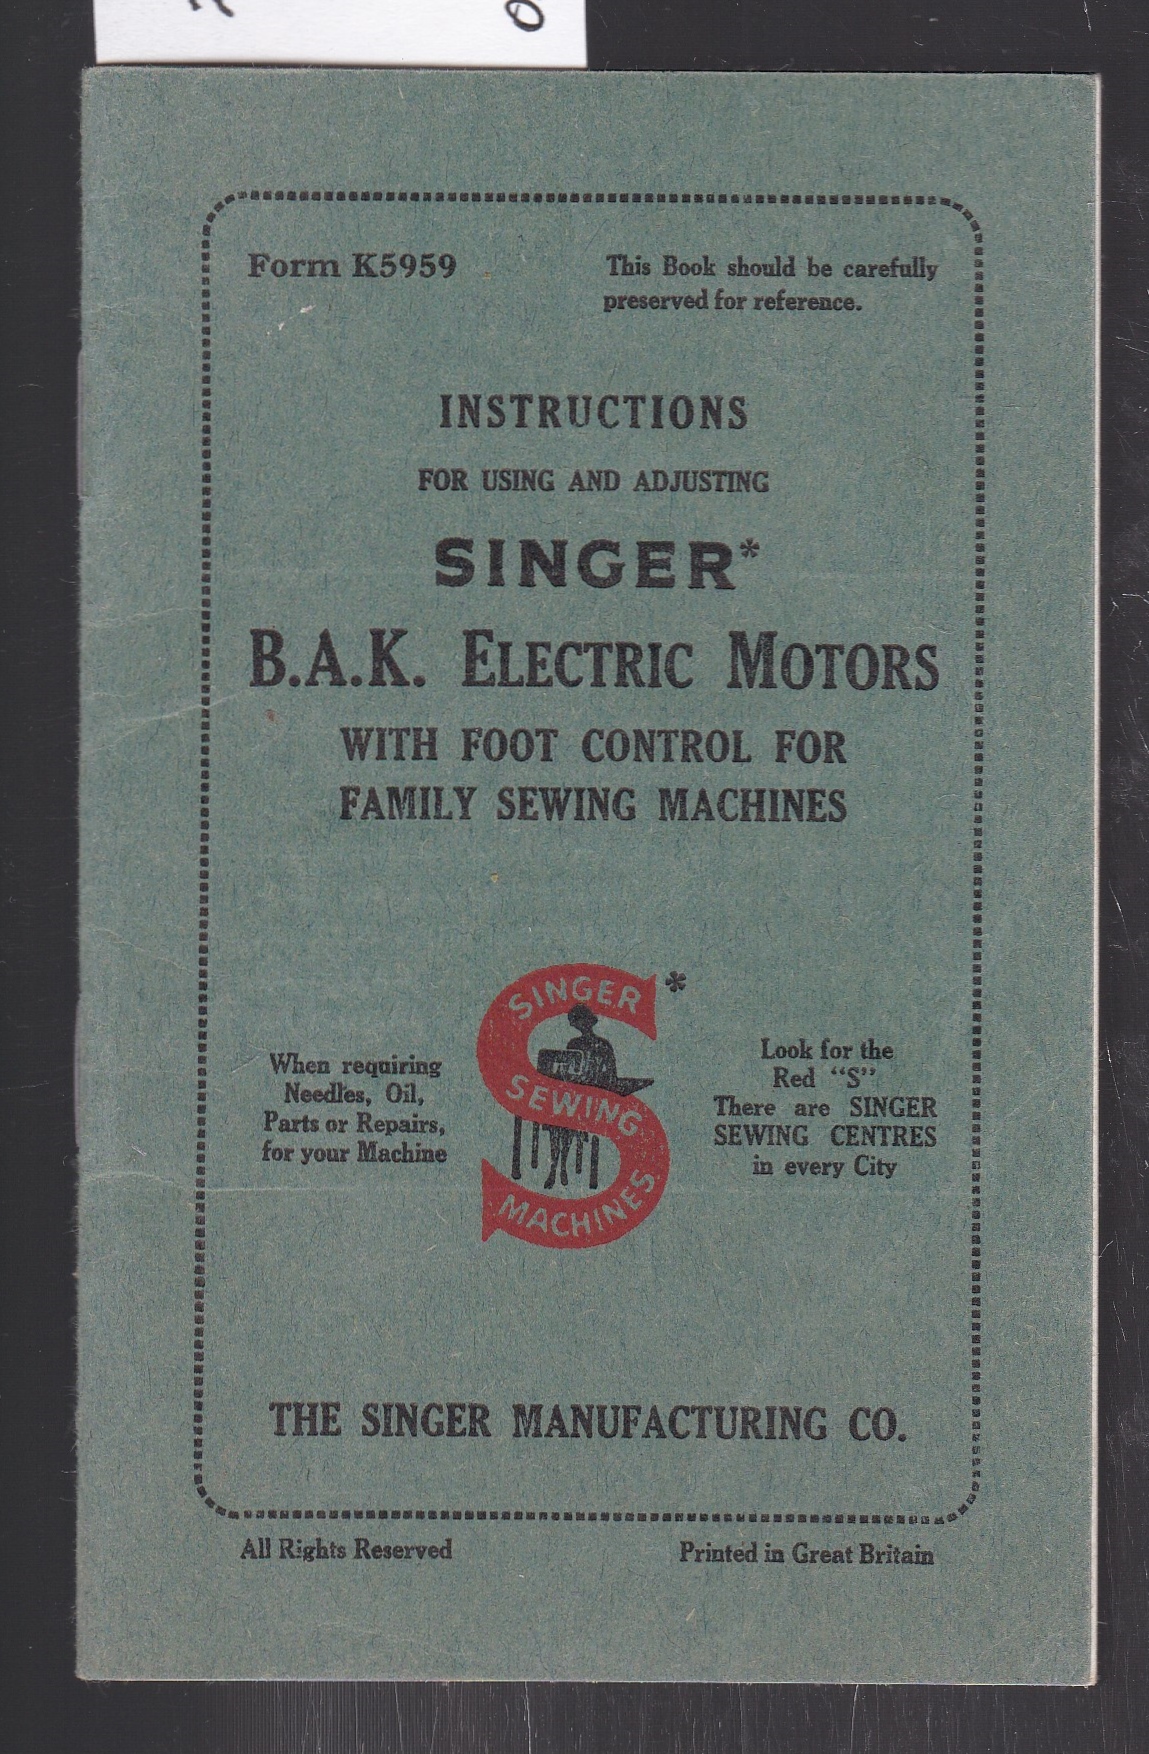 Form K5959
This Book should be carefully
preserved for reference.
INSTRUCTIONS
FOR USING AND ADJUSTING
SINGER*
B.A.K. ELECTRIC MOTORS
WITH FOOT CONTROL FOR
FAMILY SEWING MACHINES
When requiring
Needles, Oil,
Parts or Repairs,
for your Machine
SINGER
SEWING
MACHINES
*
Look for the
Red "S"
There are SINGER
SEWING CENTRES
in every City
THE SINGER MANUFACTURING CO.
All Rights Reserved
Printed in Great Britain